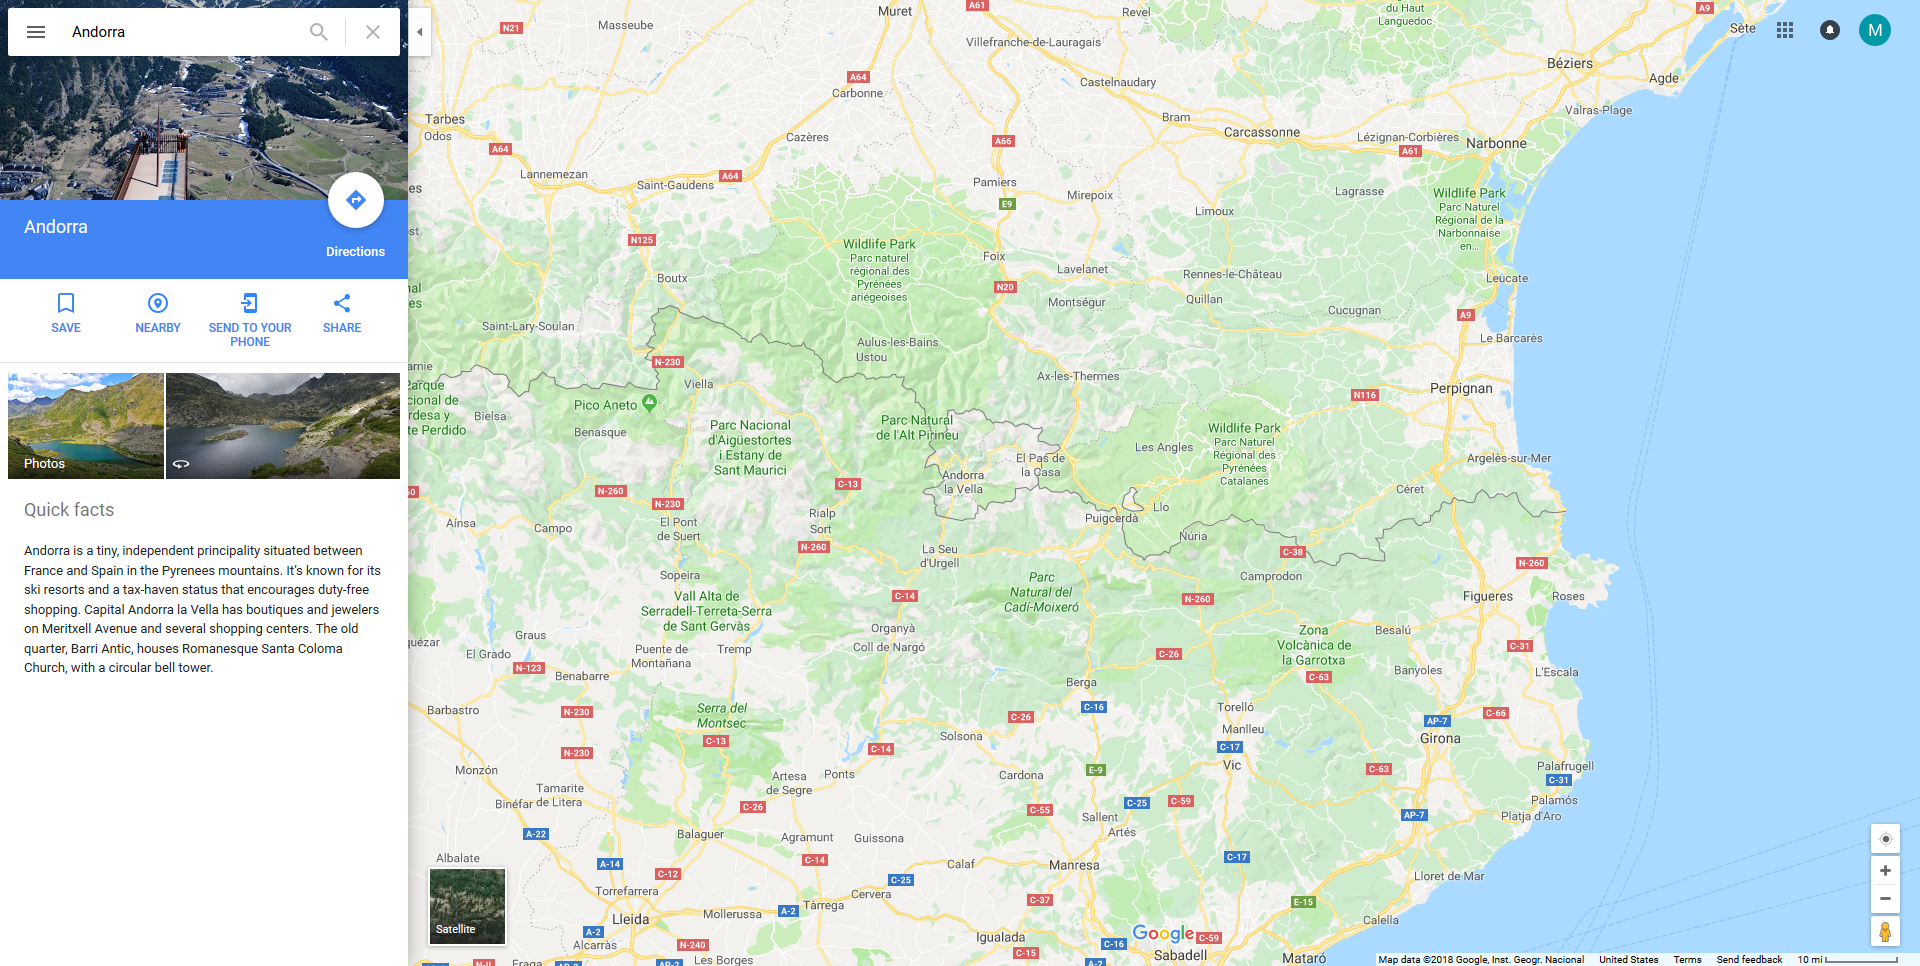 Andorra
Andorra
Directions
SAVE
NEARBY
SEND TO YOUR
PHONE
SHARE
Photos
Quick facts
Andorra is a tiny, independent principality situated between
France and Spain in the Pyrenees mountains. It's known for its
ski resorts and a tax-haven status that encourages duty-free
shopping. Capital Andorra la Vella has boutiques and jewelers
on Meritxell Avenue and several shopping centers. The old
quarter, Barri Antic, houses Romanesque Santa Coloma
Church, with a circular bell tower.
Muret
A61
Revel
du Haut
Languedoc
A9
Sète
M
N21
Masseube
Villefranche-de-Lauragais
Béziers
Agde
A64
Carbonne
Castelnaudary
Valras-Plage
Tarbes
Odos
Cazères
A66
Bram
Carcassonne
Lézignan-Corbières
A61
Narbonne
A64
Lannemezan
Saint-Gaudens
A64
Pamiers
E9
Mirepoix
Lagrasse
Limoux
Wildlife Park
Parc Naturel
Régional de la
Narbonnaise
en...
N125
Wildlife Park
Parc naturel
régional des
Pyrénées
ariégeoises
Foix
Lavelanet
Rennes-le-Château
Leucate
Boutx
N20
Montségur
Quillan
Cucugnan
A9
Saint-Lary-Soulan
Aulus-les-Bains
Ustou
Le Barcarès
N-230
Viella
Ax-les-Thermes
N116
Perpignan
Parque
cional de
rdesa y
te Perdido
Bielsa
Pico Aneto
Benasque
Parc Nacional
d'Aigüestortes
i Estany de
Sant Maurici
Parc Natural
de l'Alt Pirineu
Andorra
la Vella
El Pas de
la Casa
Les Angles
Wildlife Park
Parc Naturel
Régional des
Pyrénées
Catalanes
Argelès-sur-Mer
N-260
N-230
C-13
Céret
Aínsa
Campo
El Pont
de Suert
Rialp
Sort
N-260
Puigcerdà
Llo
Núria
La Seu
d'Urgell
C-38
N-260
Sopeira
Camprodon
Parc
Natural del
Cadí-Moixeró
C-14
N-260
Figueres
Roses
Vall Alta de
Serradell-Terreta-Serra
de Sant Gervàs
Organyà
Coll de Nargó
Graus
El Grado
N-123
Puente de
Montañana
Tremp
Zona
Volcànica de
la Garrotxa
Besalú
C-31
C-26
Benabarre
Berga
C-63
Banyoles
L'Escala
Barbastro
N-230
Serra del
Montsec
C-26
C-16
Torelló
AP-7
C-66
N-230
C-13
C-14
Solsona
Manlleu
C-17
Vic
Girona
Monzón
Artesa
de Segre
Ponts
Cardona
E-9
C-63
Palafrugell
C-31
Tamarite
de Litera
Binéfar
C-26
C-55
C-25
C-59
Palamós
Sallent
Artés
AP-7
Platja d'Aro
A-22
Balaguer
Agramunt
Guissona
Albalate
A-14
C-14
Calaf
Manresa
C-17
C-12
C-25
Lloret de Mar
Torrefarrera
Cervera
C-37
E-15
Lleida
Mollerussa
A-2
Tàrrega
Calella
A-2
Alcarràs
N-240
Igualada
C-16
Google
C-59
Satellite
Les Borges
C-15
Sabadell
Mataró
Fraga
N-II
AP-2
AP-2
A-2
Map data ©2018 Google, Inst. Geogr. Nacional
United States
Terms
Send feedback
10 mi